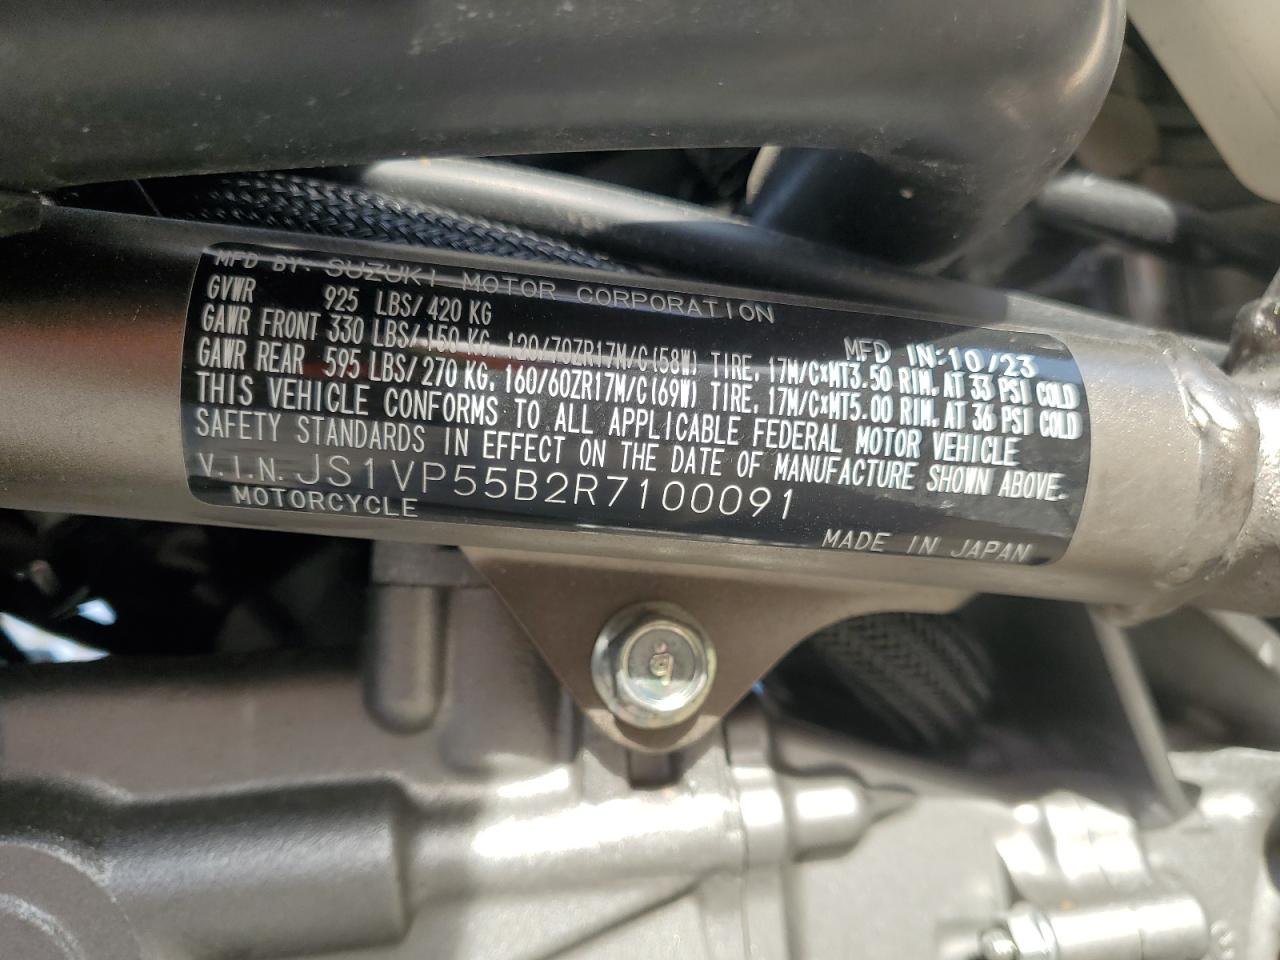 MFD BY: SUZUKI MOTOR CORPORATION
GVWR 925 LBS/420 KG MFD IN:10/23
GAWR FRONT 330 LBS/150 KG. 120/70ZR17M/C(58W) TIRE, 17M/CxMT3.50 RIM. AT 33 PSI COLD
GAWR REAR 595 LBS/270 KG. 160/60ZR17M/C(69W) TIRE, 17M/CxMT5.00 RIM. AT 36 PSI COLD
THIS VEHICLE CONFORMS TO ALL APPLICABLE FEDERAL MOTOR VEHICLE
SAFETY STANDARDS IN EFFECT ON THE DATE OF MANUFACTURE SHOWN ABOVE.
V.I.N. JS1VP55B2R7100091
MOTORCYCLE MADE IN JAPAN